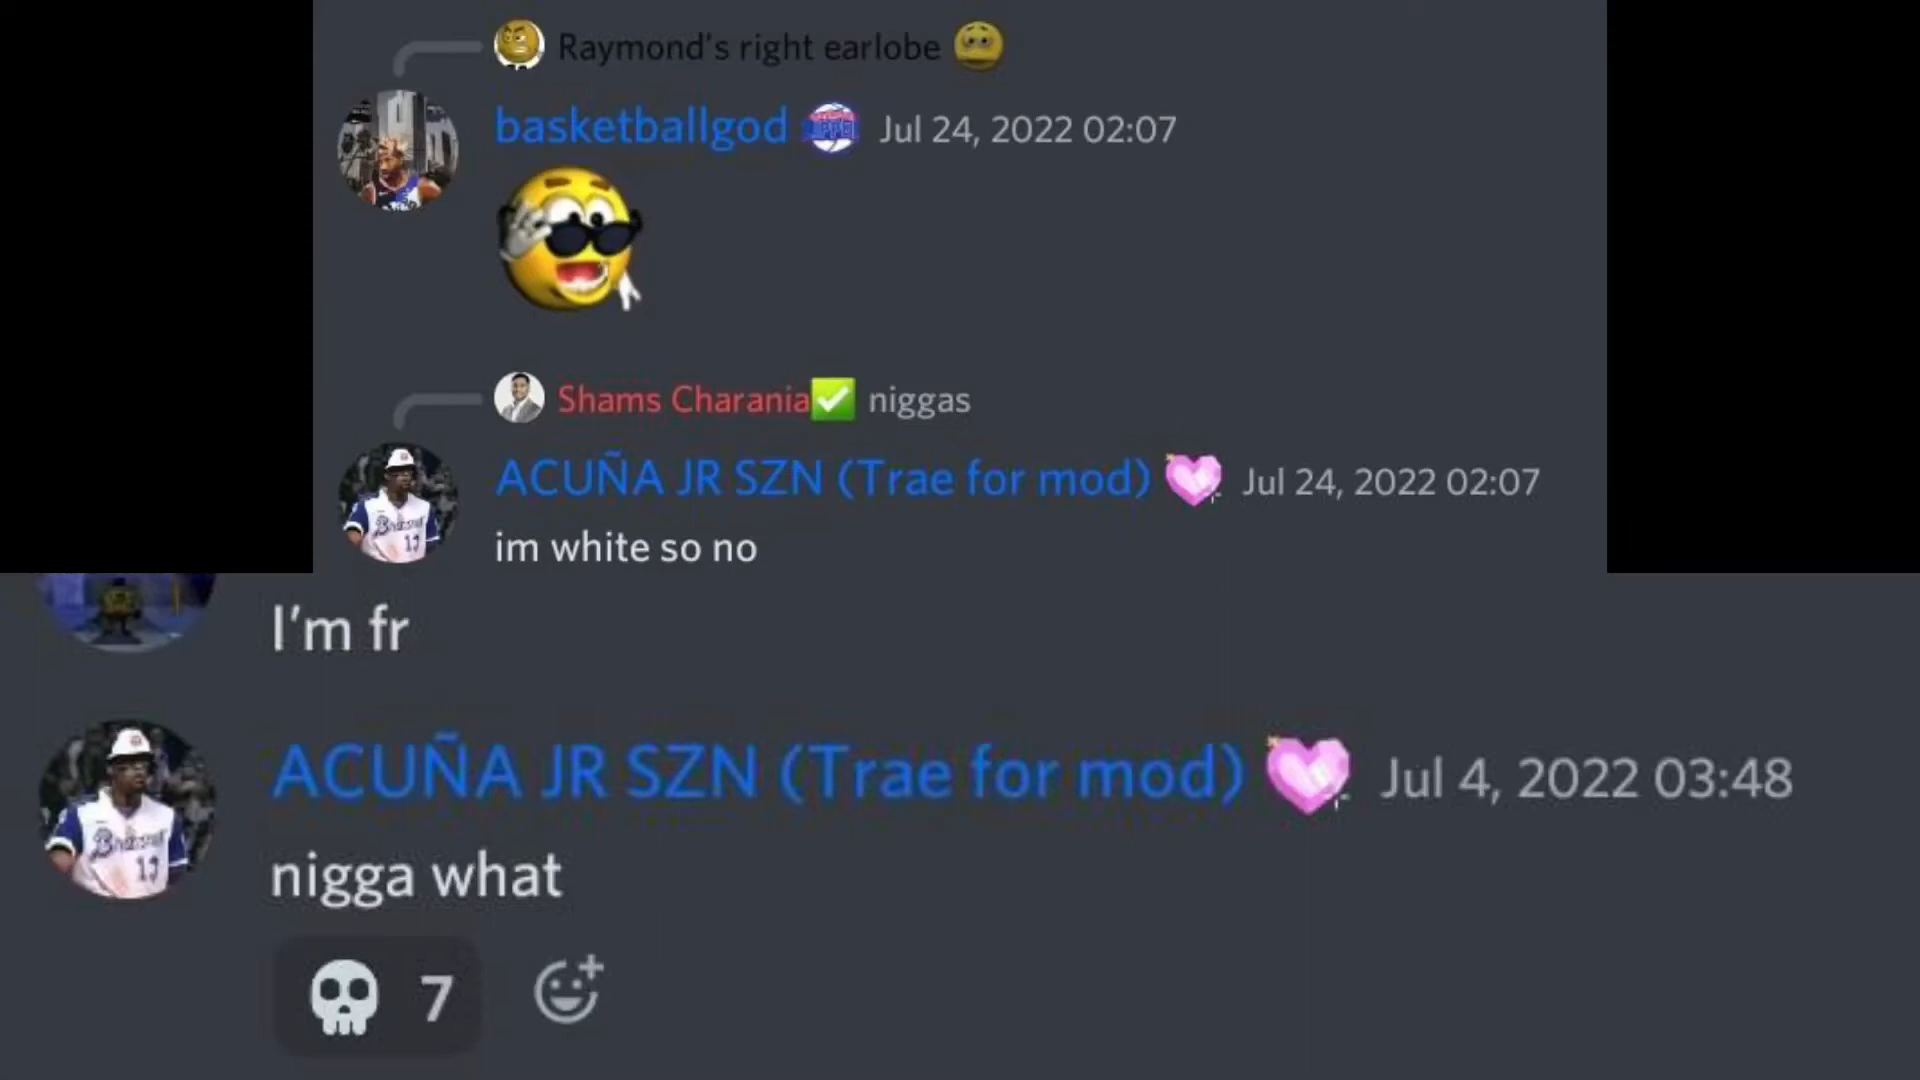 Raymond's right earlobe
basketballgod Jul 24, 2022 02:07
Shams Charania✅ niggas
ACUÑA JR SZN (Trae for mod) Jul 24, 2022 02:07
im white so no
I'm fr
ACUÑA JR SZN (Trae for mod) Jul 4, 2022 03:48
nigga what
7